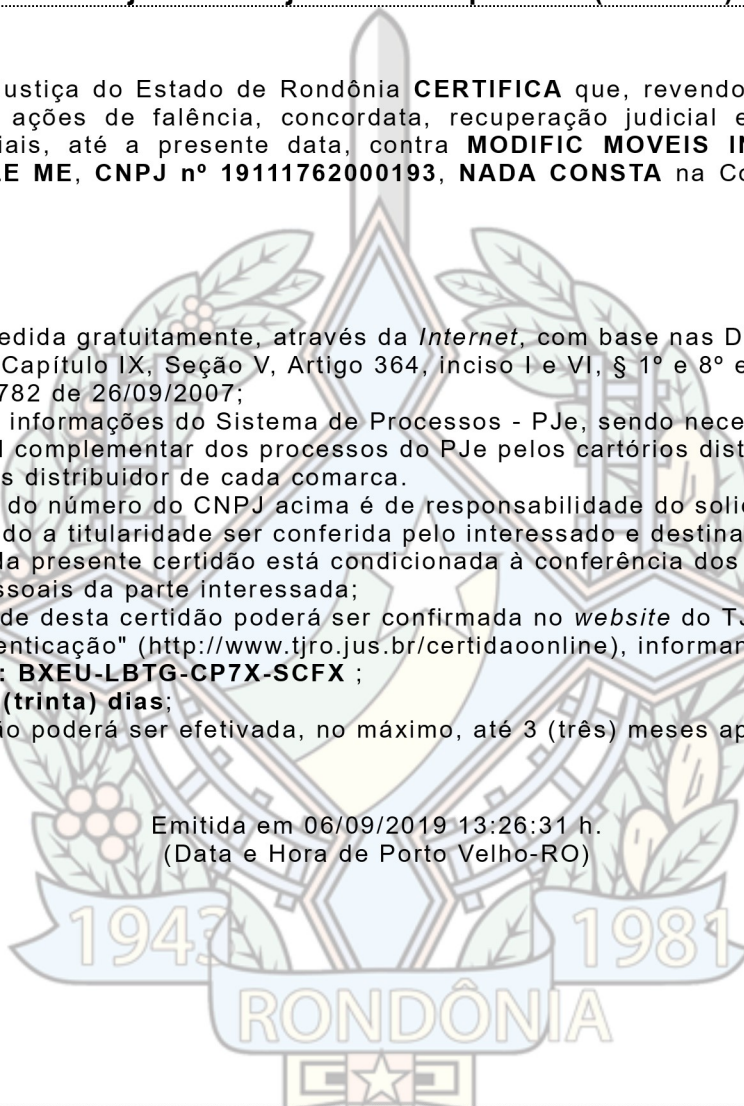 ustiça do Estado de Rondônia CERTIFICA que, revendo
ações de falência, concordata, recuperação judicial e
iais, até a presente data, contra MODIFIC MOVEIS IN
LE ME, CNPJ nº 19111762000193, NADA CONSTA na Co
edida gratuitamente, através da Internet, com base nas D
Capítulo IX, Seção V, Artigo 364, inciso I e VI, § 1º e 8º e
782 de 26/09/2007;
informações do Sistema de Processos - PJe, sendo nece
l complementar dos processos do PJe pelos cartórios dist
s distribuidor de cada comarca.
do número do CNPJ acima é de responsabilidade do solic
do a titularidade ser conferida pelo interessado e destina
da presente certidão está condicionada à conferência dos
ssoais da parte interessada;
de desta certidão poderá ser confirmada no website do TJ
enticação" (http://www.tjro.jus.br/certidaoonline), informan
: BXEU-LBTG-CP7X-SCFX ;
(trinta) dias;
ão poderá ser efetivada, no máximo, até 3 (três) meses ap
Emitida em 06/09/2019 13:26:31 h.
(Data e Hora de Porto Velho-RO)
1943 1981
RONDÔNIA